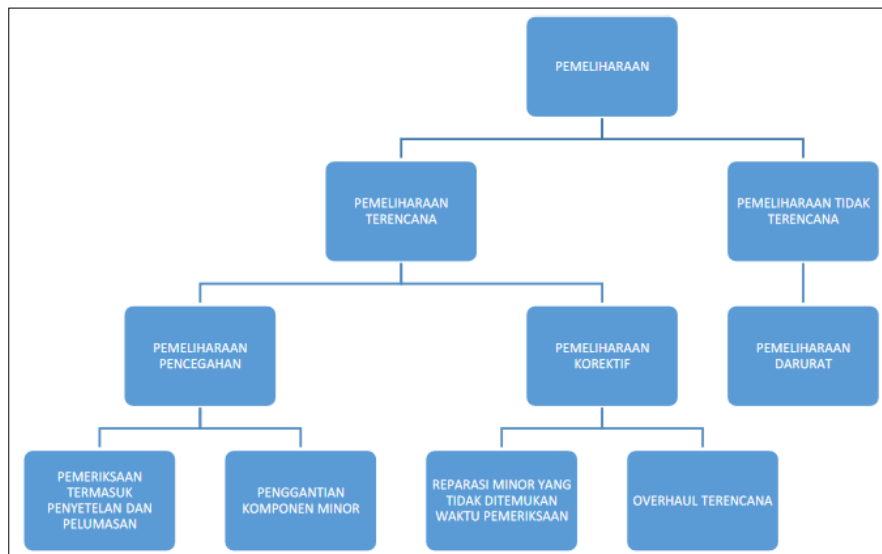 PEMELIHARAAN
PEMELIHARAAN
TERENCANA
PEMELIHARAAN TIDAK
TERENCANA
PEMELIHARAAN
PENCEGAHAN
PEMELIHARAAN
KOREKTIF
PEMELIHARAAN
DARURAT
PEMERIKSAAN
TERMASUK
PENYETELAN DAN
PELUMASAN
PENGGANTIAN
KOMPONEN MINOR
REPARASI MINOR YANG
TIDAK DITEMUKAN
WAKTU PEMERIKSAAN
OVERHAUL TERENCANA